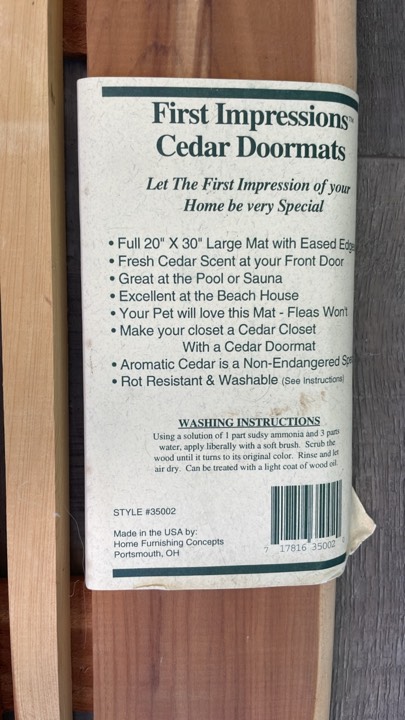 First Impressions™
Cedar Doormats
Let The First Impression of your
Home be very Special
• Full 20" X 30" Large Mat with Eased
• Fresh Cedar Scent at your Front Door
• Great at the Pool or Sauna
• Excellent at the Beach House
• Your Pet will love this Mat - Fleas Won't
• Make your closet a Cedar Closet
With a Cedar Doormat
• Aromatic Cedar is a Non-Endangered
• Rot Resistant & Washable (See Instructions)
WASHING INSTRUCTIONS
Using a solution of 1 part sudsy ammonia and 3 parts
water, apply liberally with a soft brush. Scrub the
wood until it turns to its original color. Rinse and let
air dry. Can be treated with a light coat of wood oil.
STYLE #35002
Made in the USA by:
Home Furnishing Concepts
Portsmouth, OH
7 17816 35002